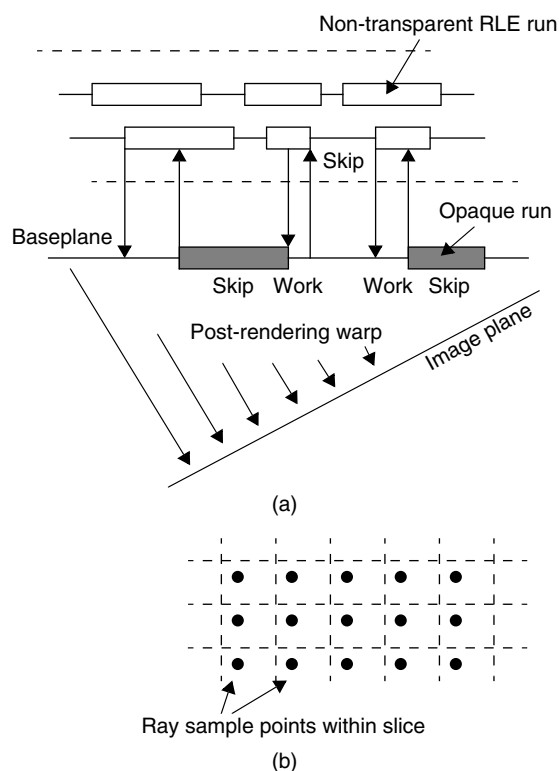 Non-transparent RLE run
Skip
Opaque run
Baseplane
Skip Work Work Skip
Post-rendering warp
Image plane
(a)
Ray sample points within slice
(b)